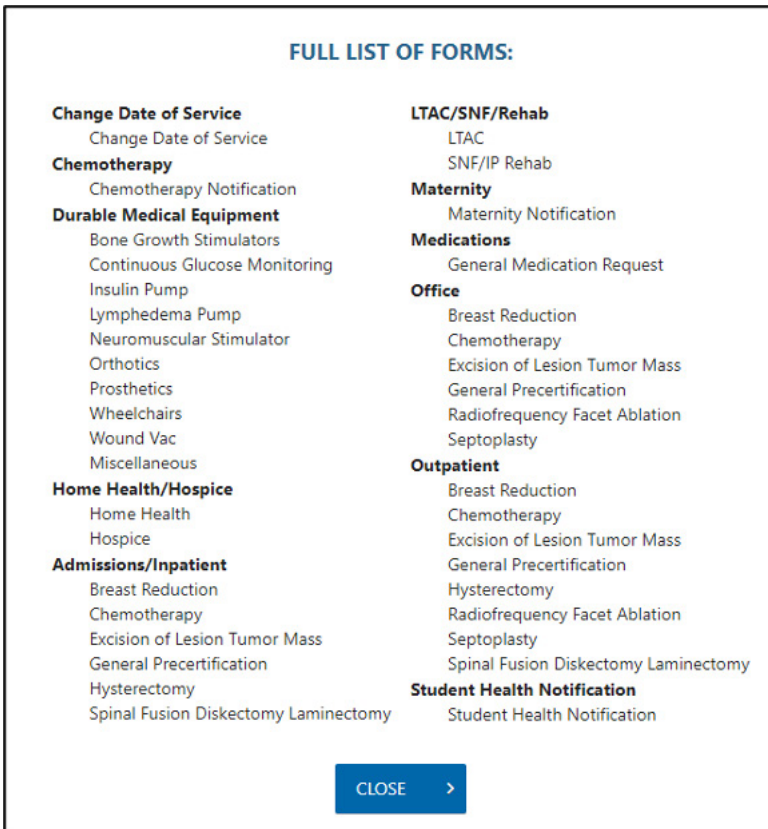 FULL LIST OF FORMS:
Change Date of Service
Change Date of Service
Chemotherapy
Chemotherapy Notification
Durable Medical Equipment
Bone Growth Stimulators
Continuous Glucose Monitoring
Insulin Pump
Lymphedema Pump
Neuromuscular Stimulator
Orthotics
Prosthetics
Wheelchairs
Wound Vac
Miscellaneous
Home Health/Hospice
Home Health
Hospice
Admissions/Inpatient
Breast Reduction
Chemotherapy
Excision of Lesion Tumor Mass
General Precertification
Hysterectomy
Spinal Fusion Diskectomy Laminectomy
LTAC/SNF/Rehab
LTAC
SNF/IP Rehab
Maternity
Maternity Notification
Medications
General Medication Request
Office
Breast Reduction
Chemotherapy
Excision of Lesion Tumor Mass
General Precertification
Radiofrequency Facet Ablation
Septoplasty
Outpatient
Breast Reduction
Chemotherapy
Excision of Lesion Tumor Mass
General Precertification
Hysterectomy
Radiofrequency Facet Ablation
Septoplasty
Spinal Fusion Diskectomy Laminectomy
Student Health Notification
Student Health Notification
CLOSE